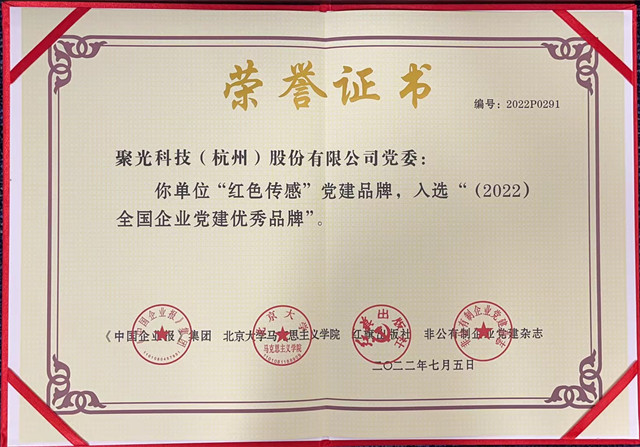 荣誉证书
编号：2022P0291
聚光科技（杭州）股份有限公司党委：
你单位“红色传感”党建品牌，入选“（2022）
全国企业党建优秀品牌”。
《中国企业报》集团 北京大学马克思主义学院 红旗出版社 非公有制企业党建杂志
二〇二二年七月五日